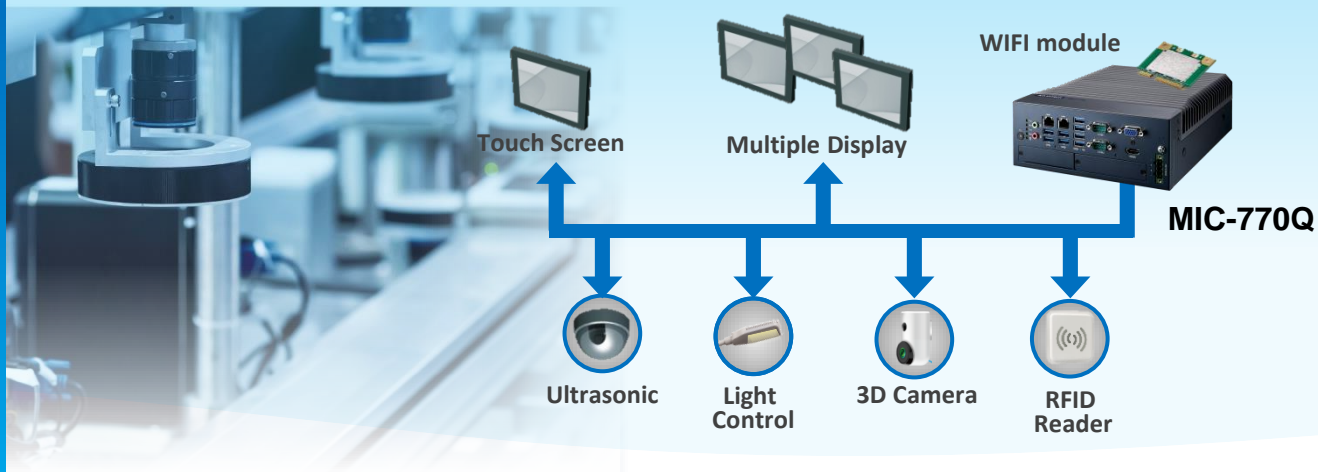 WIFI module
Touch Screen
Multiple Display
MIC-770Q
Ultrasonic
Light
Control
3D Camera
RFID
Reader